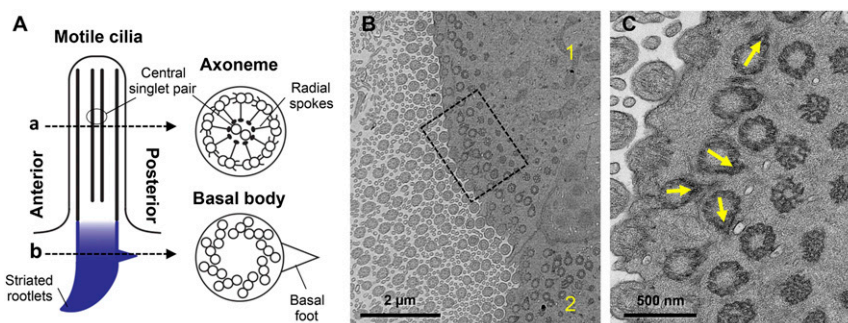 A
Motile cilia
Central
singlet pair
Axoneme
Radial
spokes
a
Anterior
Posterior
Basal body
b
Striated
rootlets
Basal
foot
B
1
2
2 µm
C
500 nm